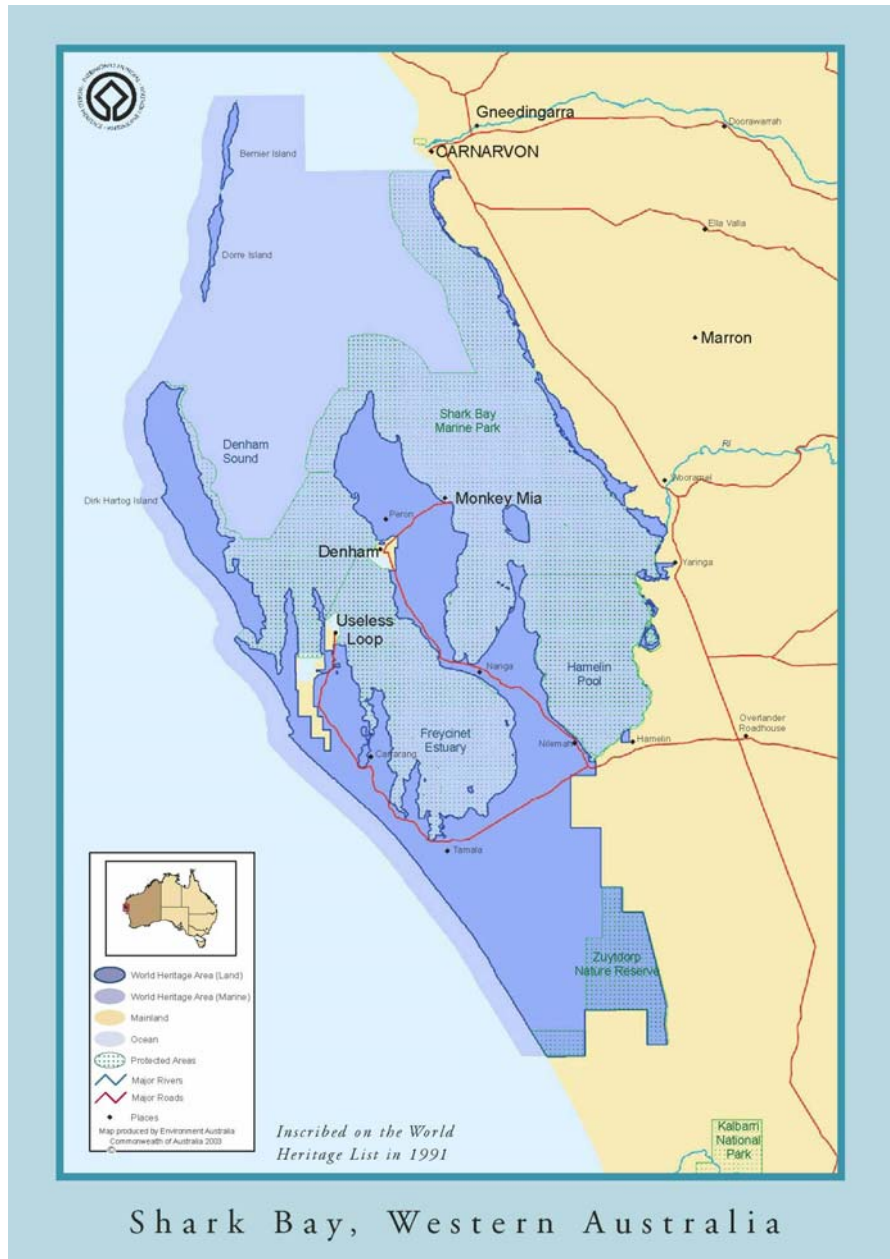 Gneedingarra
Doorawarrah
CARNARVON
Bernier Island
Ella Valla
Dorre Island
Marron
Shark Bay
Marine Park
Denham
Sound
RI
Wooramel
Dirk Hartog Island
Monkey Mia
Peron
Denham
Yaringa
Useless
Loop
Nanga
Hamelin
Pool
Overlander
Roadhouse
Freycinet
Estuary
Nilemah
Hamelin
Carrarang
Tamala
Zuytdorp
Nature Reserve
World Heritage Area (Land)
World Heritage Area (Marine)
Mainland
Ocean
Protected Areas
Major Rivers
Major Roads
Places
Map produced by Environment Australia
Commonwealth of Australia 2003
©
Inscribed on the World
Heritage List in 1991
Kalbarri
National
Park
Shark Bay, Western Australia